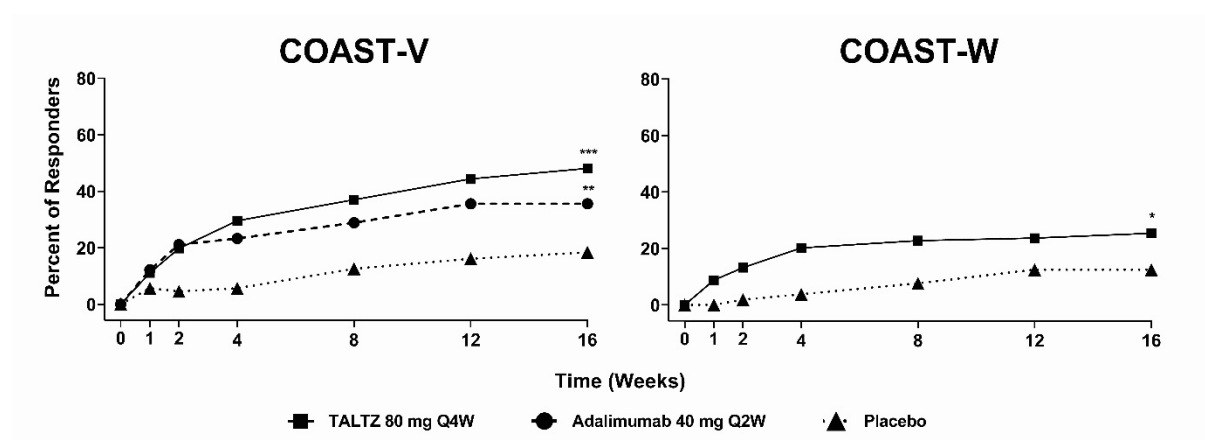 COAST-V
COAST-W
Percent of Responders
80
60
40
20
0
***
**
0 1 2 4 8 12 16
80
60
40
20
0
*
0 1 2 4 8 12 16
Time (Weeks)
TALTZ 80 mg Q4W Adalimumab 40 mg Q2W Placebo